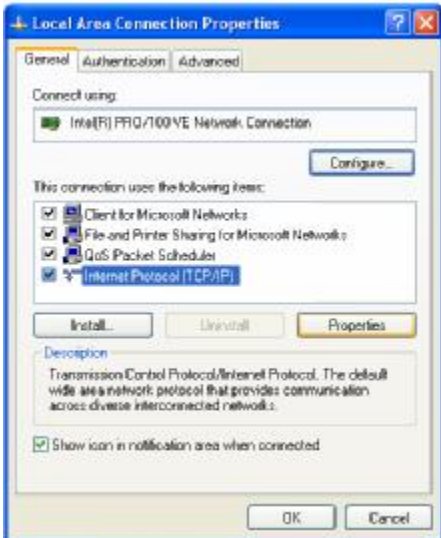 Local Area Connection Properties
General Authentication Advanced
Connect using:
Intel(R) PRO/100 VE Network Connection
Configure...
This connection uses the following items:
Client for Microsoft Networks
File and Printer Sharing for Microsoft Networks
QoS Packet Scheduler
Internet Protocol (TCP/IP)
Install... Uninstall Properties
Description
Transmission Control Protocol/Internet Protocol. The default
wide area network protocol that provides communication
across diverse interconnected networks.
Show icon in notification area when connected
OK Cancel